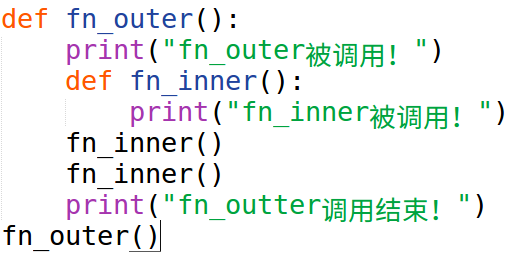 def fn_outer():
    print("fn_outer被调用！")
    def fn_inner():
        print("fn_inner被调用！")
    fn_inner()
    fn_inner()
    print("fn_outter调用结束！")
fn_outer()